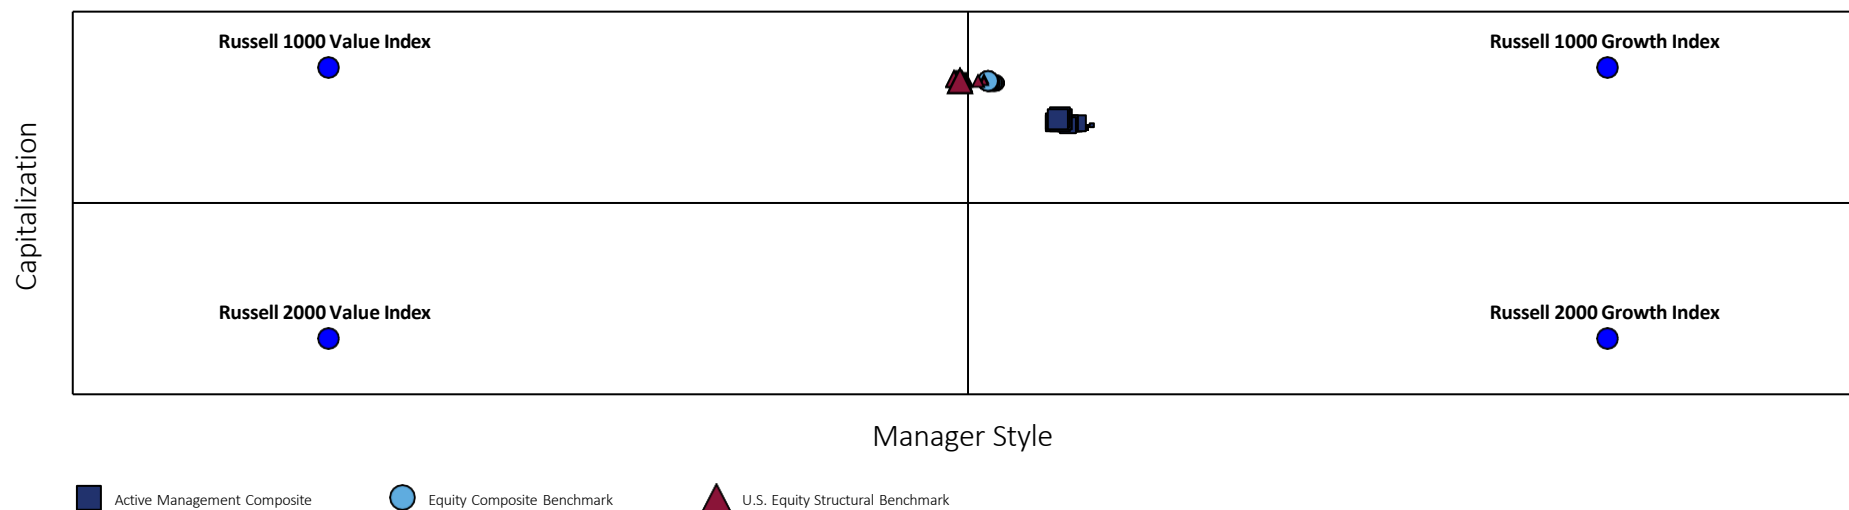 Russell 1000 Value Index
Russell 1000 Growth Index
Capitalization
Russell 2000 Value Index
Russell 2000 Growth Index
Manager Style
Active Management Composite
Equity Composite Benchmark
U.S. Equity Structural Benchmark